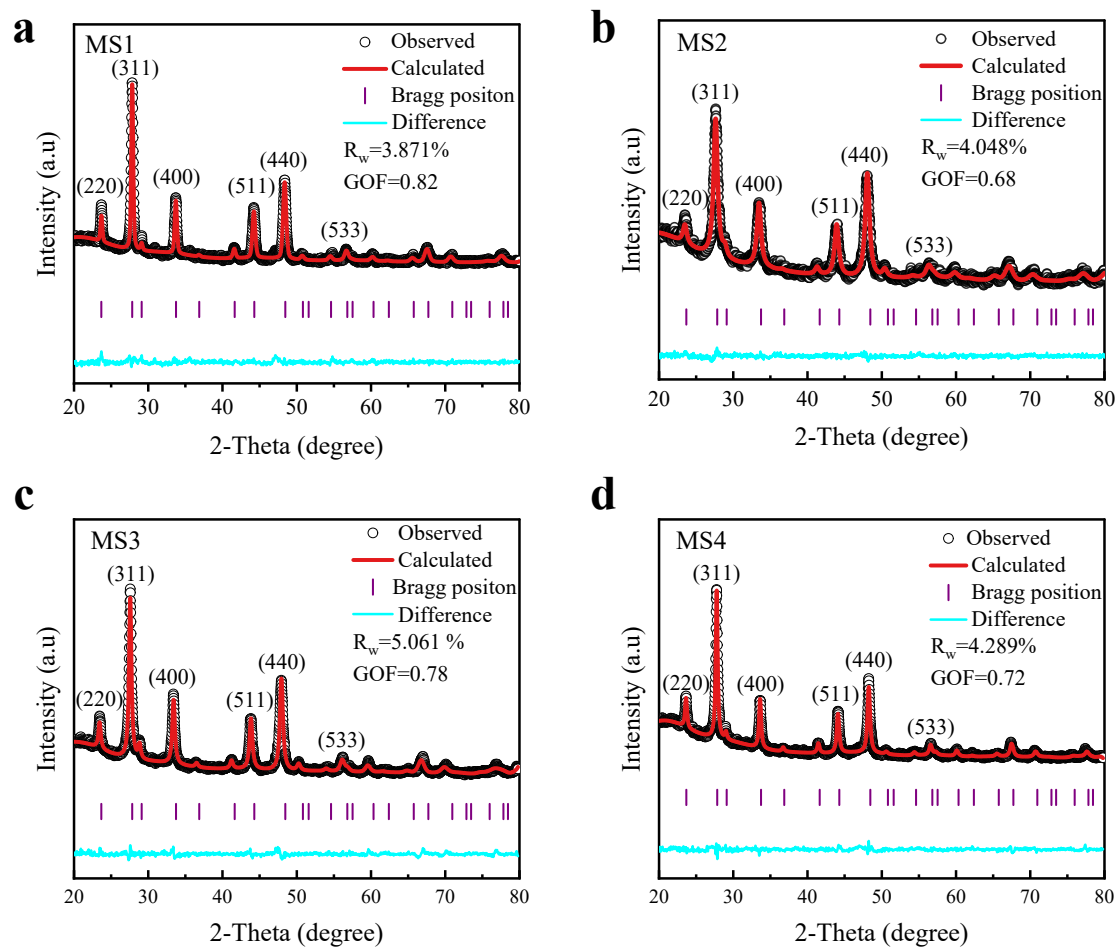 a
MS1
Observed
Calculated
Bragg positon
Difference
R_w=3.871%
GOF=0.82
(220)
(311)
(400)
(511)
(440)
(533)
Intensity (a.u)
20 30 40 50 60 70 80
2-Theta (degree)
b
MS2
Observed
Calculated
Bragg position
Difference
R_w=4.048%
GOF=0.68
(220)
(311)
(400)
(511)
(440)
(533)
Intensity (a.u)
20 30 40 50 60 70 80
2-Theta (degree)
c
MS3
Observed
Calculated
Bragg positon
Difference
R_w=5.061 %
GOF=0.78
(220)
(311)
(400)
(511)
(440)
(533)
Intensity (a.u)
20 30 40 50 60 70 80
2-Theta (degree)
d
MS4
Observed
Calculated
Bragg position
Difference
R_w=4.289%
GOF=0.72
(220)
(311)
(400)
(511)
(440)
(533)
Intensity (a.u)
20 30 40 50 60 70 80
2-Theta (degree)